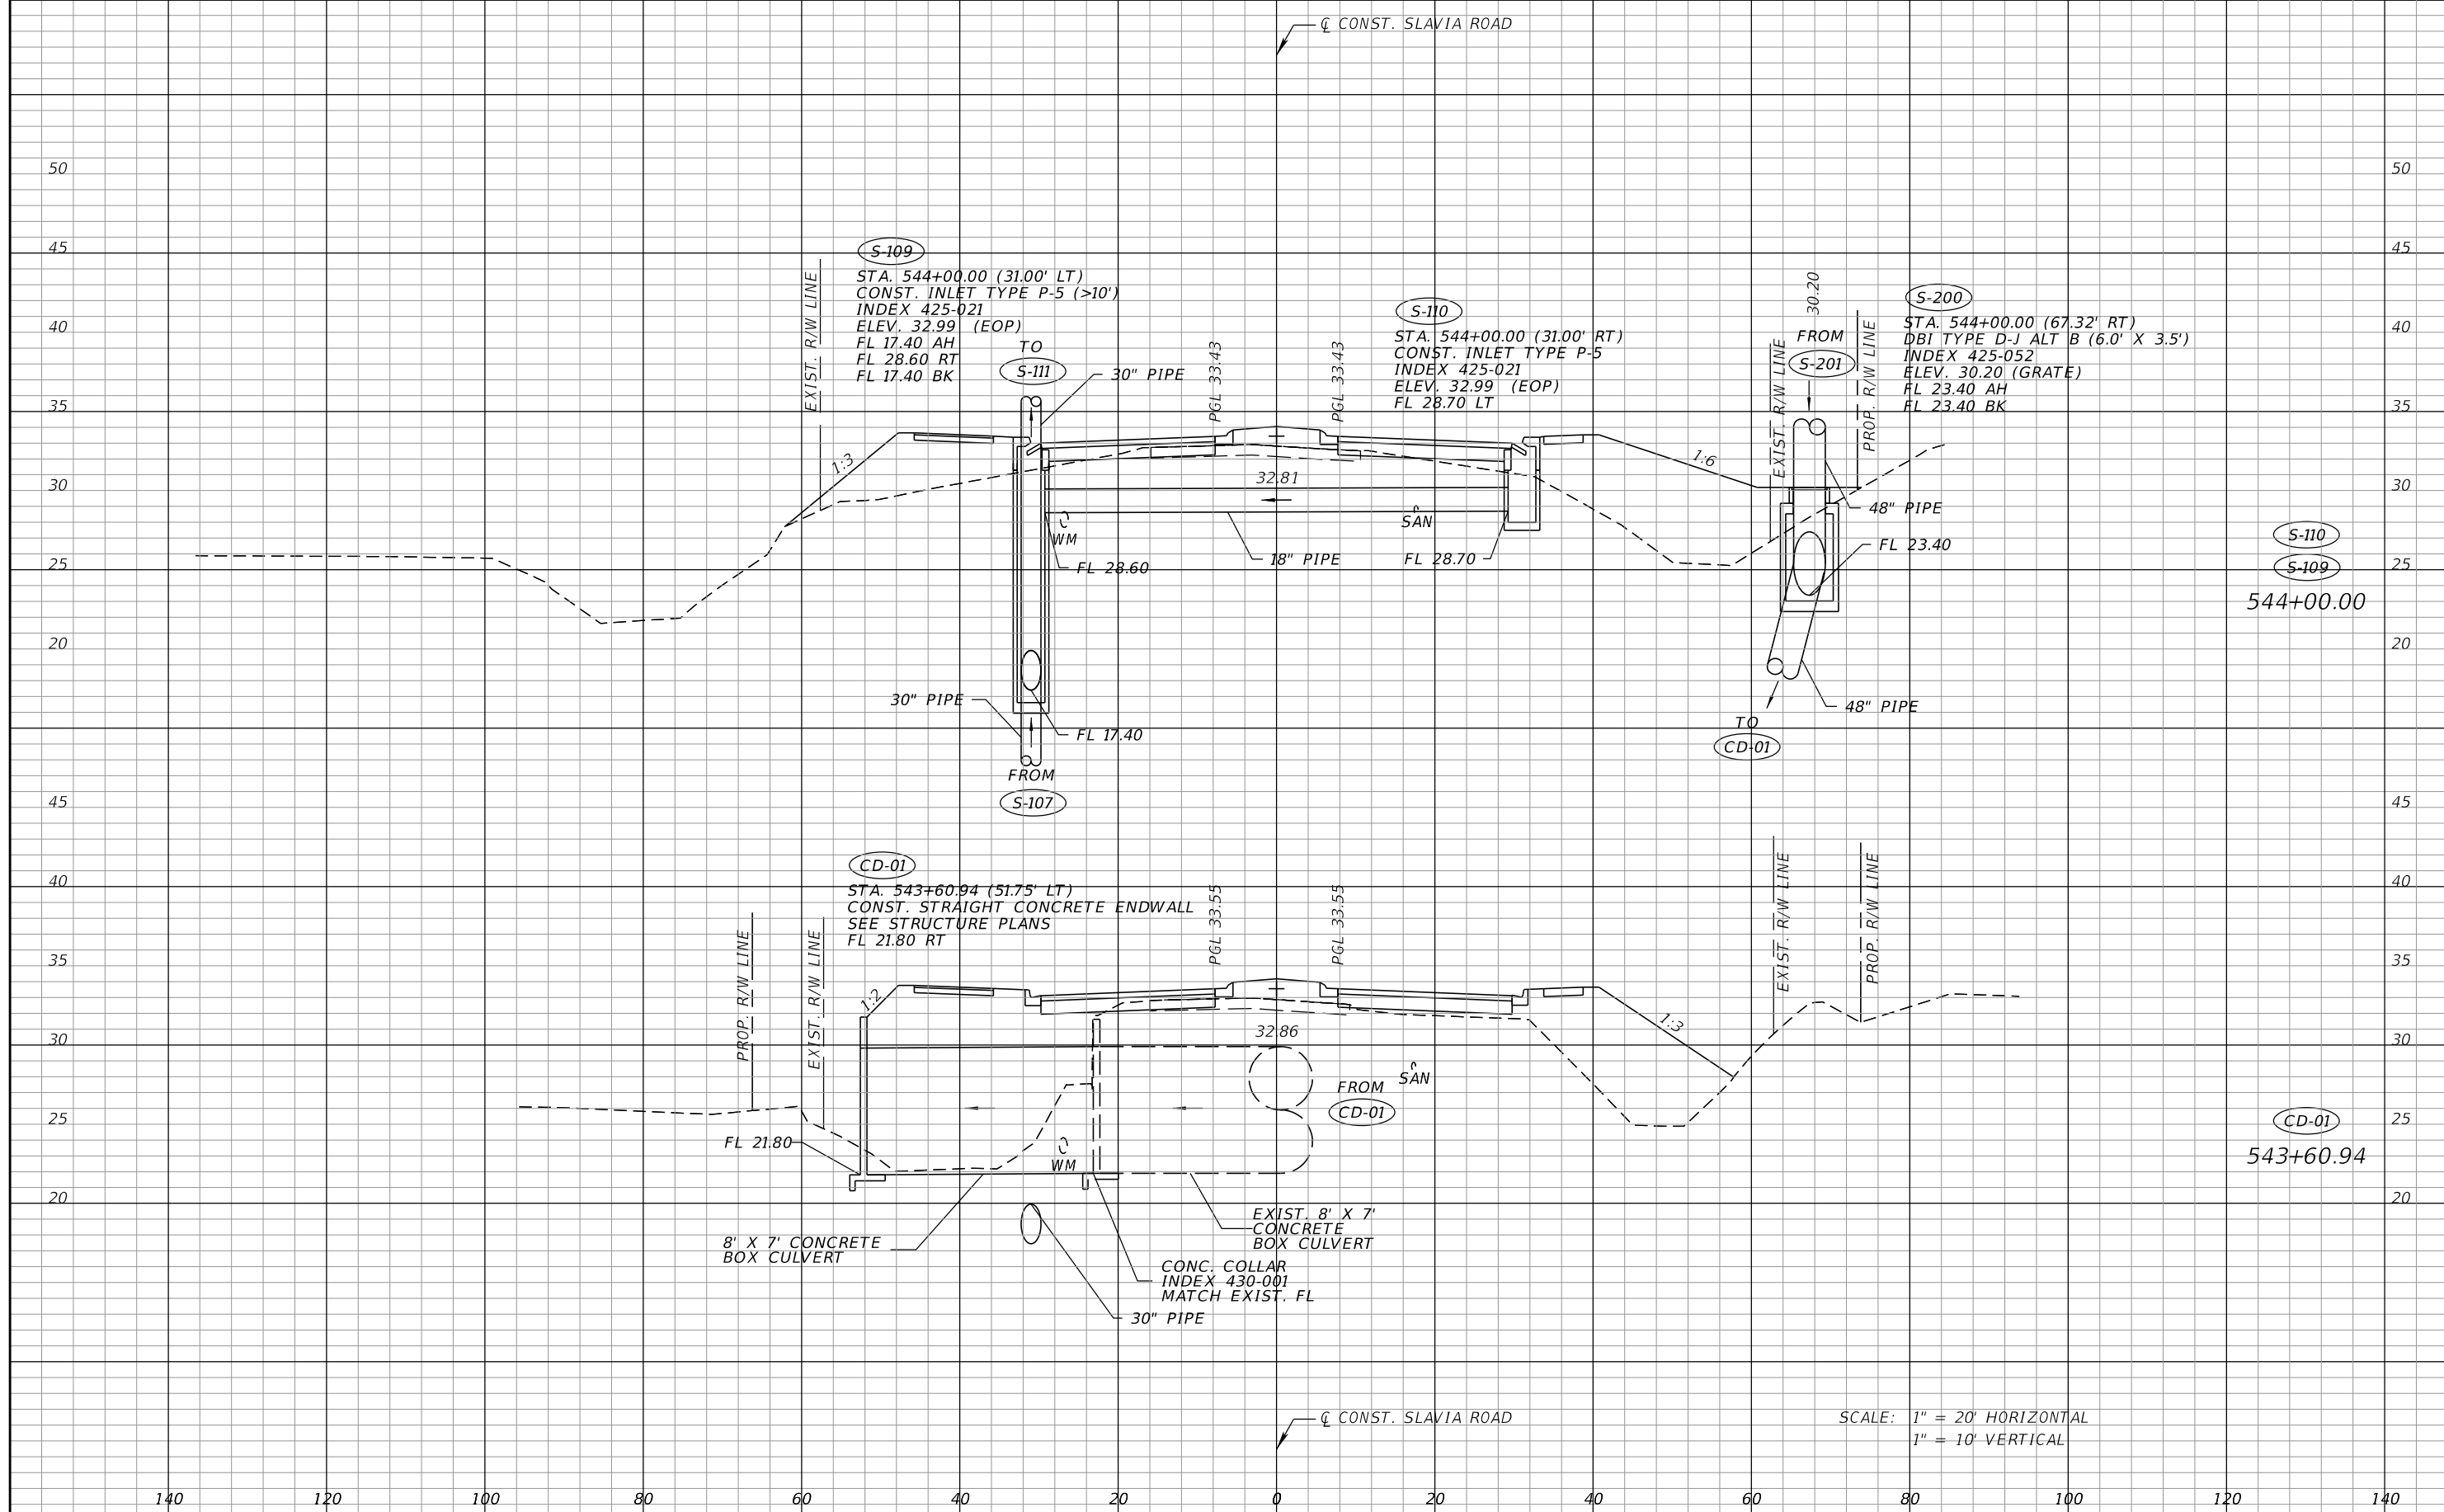 ℄ CONST. SLAVIA ROAD
50
50
45
45
S-109
STA. 544+00.00 (31.00' LT)
CONST. INLET TYPE P-5 (>10')
INDEX 425-021
ELEV. 32.99 (EOP)
FL 17.40 AH
FL 28.60 RT
FL 17.40 BK
EXIST. R/W LINE
TO
S-111
30" PIPE
PGL 33.43
PGL 33.43
S-110
STA. 544+00.00 (31.00' RT)
CONST. INLET TYPE P-5
INDEX 425-021
ELEV. 32.99 (EOP)
FL 28.70 LT
30.20
FROM
S-201
EXIST. R/W LINE
PROP. R/W LINE
S-200
STA. 544+00.00 (67.32' RT)
DBI TYPE D-J ALT B (6.0' X 3.5')
INDEX 425-052
ELEV. 30.20 (GRATE)
FL 23.40 AH
FL 23.40 BK
40
40
35
35
1:3
32.81
1:6
30
30
WM
SAN
48" PIPE
FL 28.60
18" PIPE
FL 28.70
FL 23.40
25
25
S-110
S-109
544+00.00
20
20
30" PIPE
FL 17.40
48" PIPE
TO
CD-01
FROM
S-107
45
45
CD-01
STA. 543+60.94 (51.75' LT)
CONST. STRAIGHT CONCRETE ENDWALL
SEE STRUCTURE PLANS
FL 21.80 RT
PGL 33.55
PGL 33.55
40
40
PROP. R/W LINE
EXIST. R/W LINE
EXIST. R/W LINE
PROP. R/W LINE
35
35
1:2
32.86
1:3
30
30
SAN
FROM
CD-01
25
25
CD-01
543+60.94
FL 21.80
WM
20
20
8' X 7' CONCRETE
BOX CULVERT
EXIST. 8' X 7'
CONCRETE
BOX CULVERT
CONC. COLLAR
INDEX 430-001
MATCH EXIST. FL
30" PIPE
℄ CONST. SLAVIA ROAD
SCALE: 1" = 20' HORIZONTAL
1" = 10' VERTICAL
140 120 100 80 60 40 20 0 20 40 60 80 100 120 140